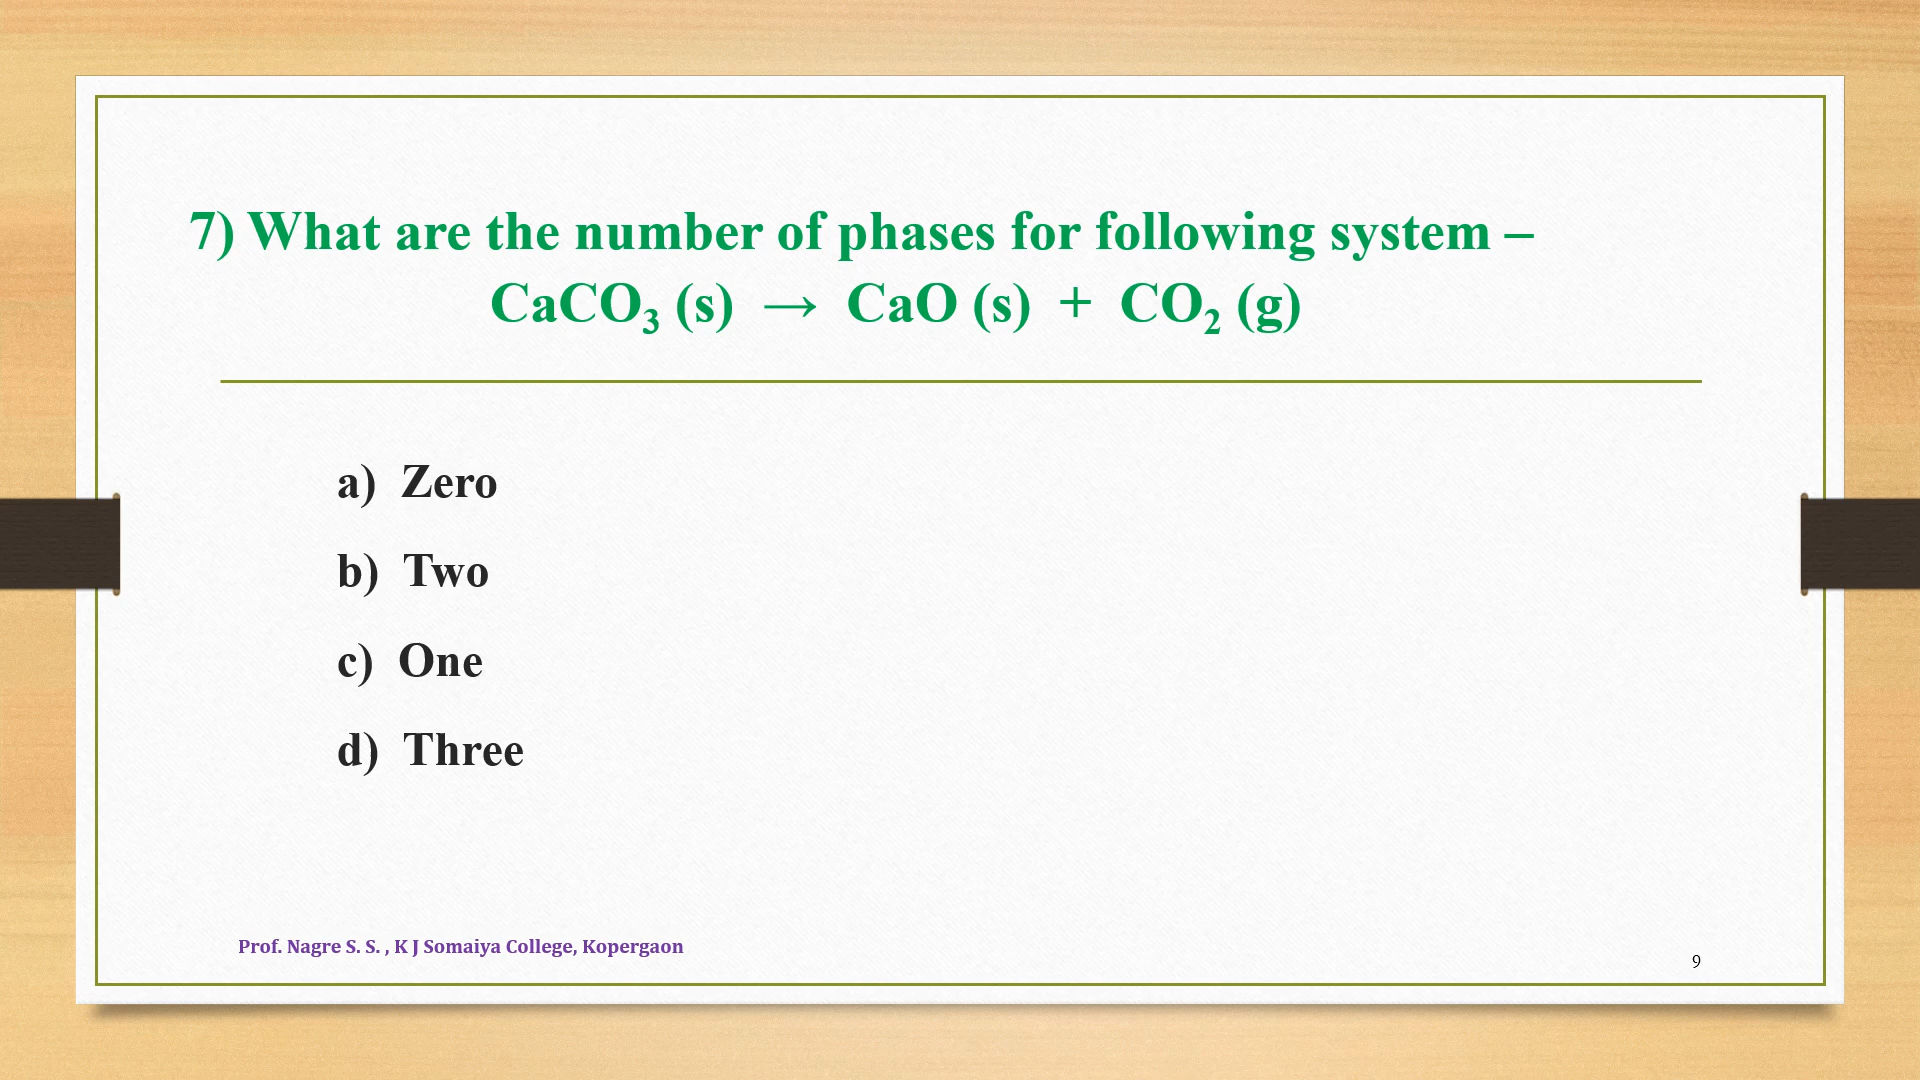 7) What are the number of phases for following system –
CaCO₃ (s) → CaO (s) + CO₂ (g)
a) Zero
b) Two
c) One
d) Three
Prof. Nagre S. S. , K J Somaiya College, Kopergaon
9